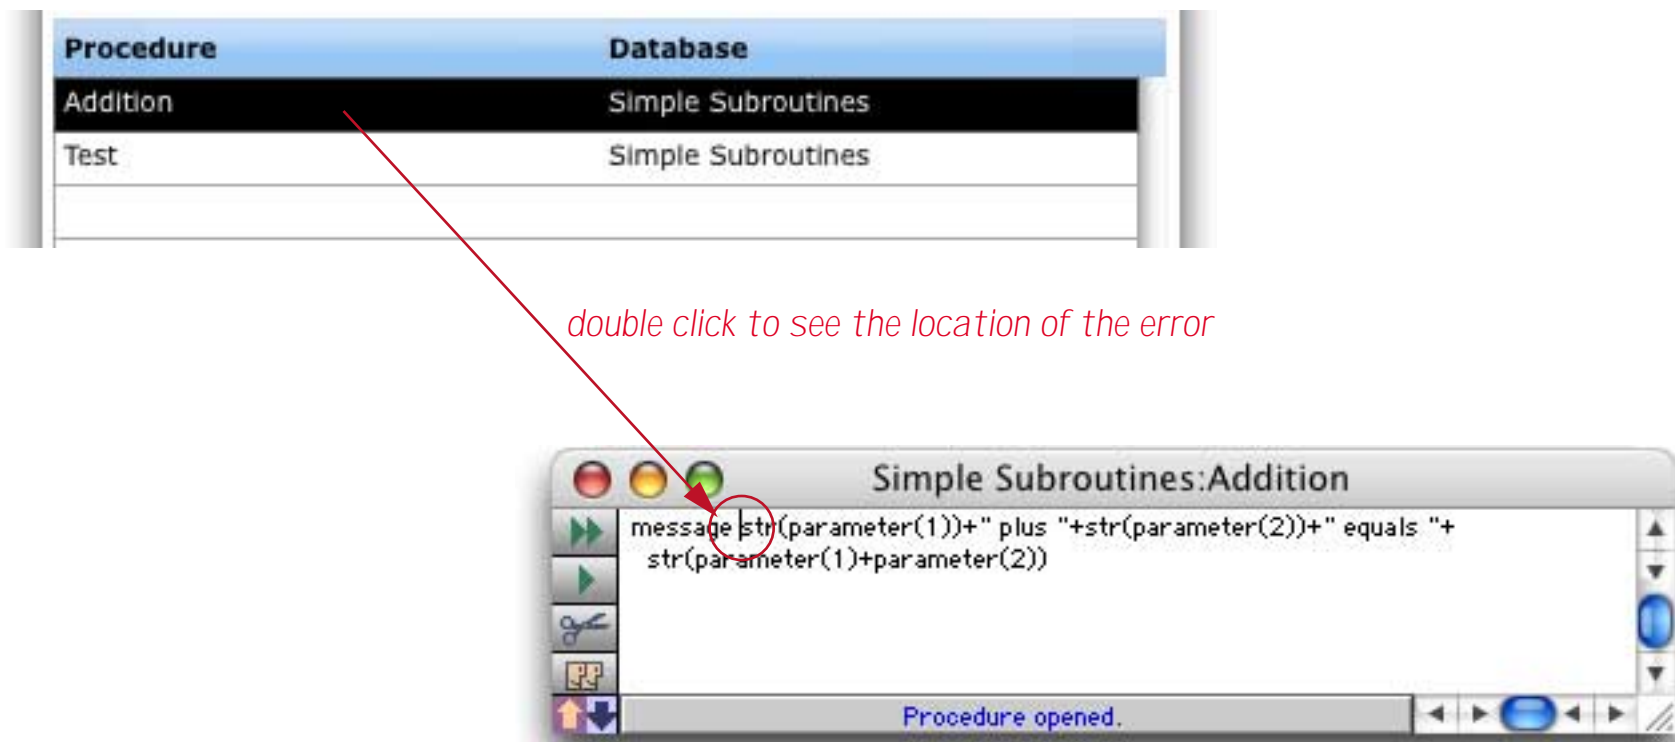 Procedure Database
Addition Simple Subroutines
Test Simple Subroutines
double click to see the location of the error
Simple Subroutines:Addition
message str(parameter(1))+" plus "+str(parameter(2))+" equals "+
str(parameter(1)+parameter(2))
Procedure opened.